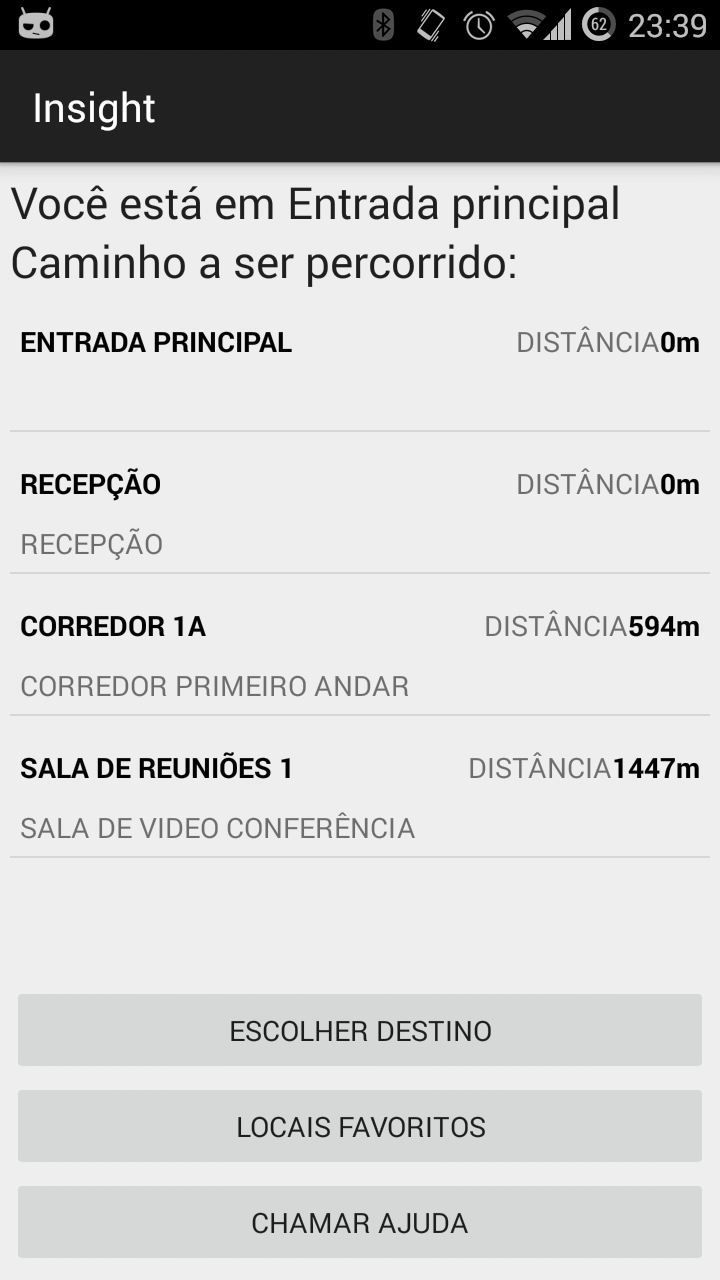 62 23:39
Insight
Você está em Entrada principal
Caminho a ser percorrido:
ENTRADA PRINCIPAL DISTÂNCIA0m
RECEPÇÃO DISTÂNCIA0m
RECEPÇÃO
CORREDOR 1A DISTÂNCIA594m
CORREDOR PRIMEIRO ANDAR
SALA DE REUNIÕES 1 DISTÂNCIA1447m
SALA DE VIDEO CONFERÊNCIA
ESCOLHER DESTINO
LOCAIS FAVORITOS
CHAMAR AJUDA